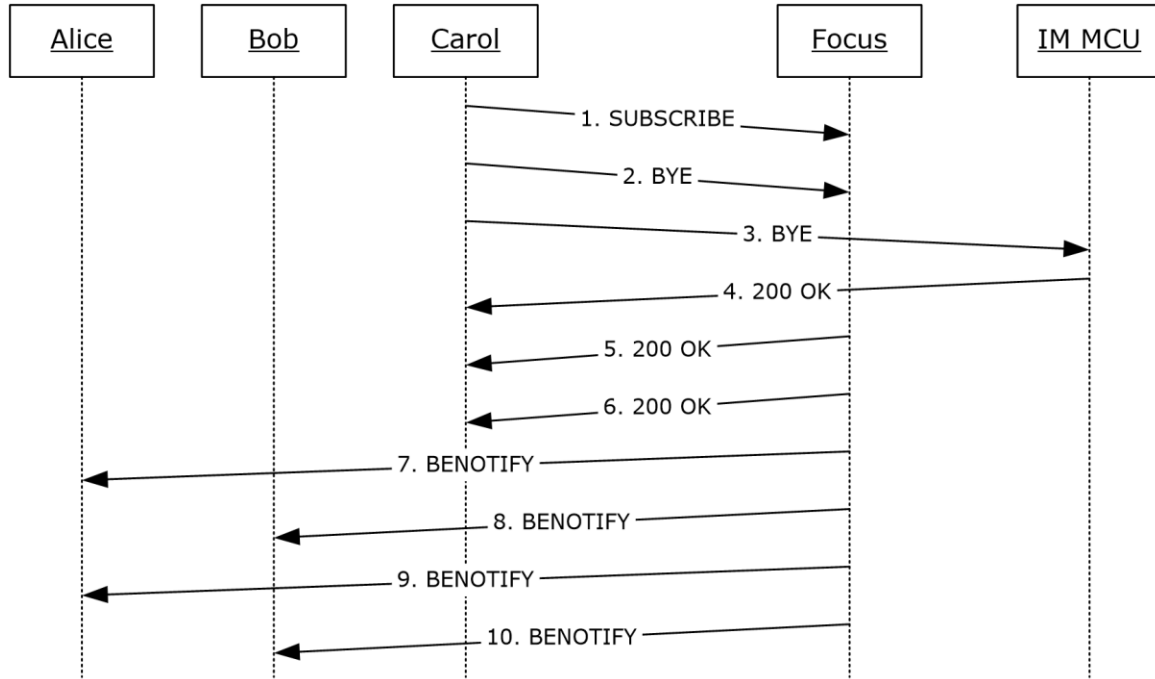 Alice
Bob
Carol
Focus
IM MCU
1. SUBSCRIBE
2. BYE
3. BYE
4. 200 OK
5. 200 OK
6. 200 OK
7. BENOTIFY
8. BENOTIFY
9. BENOTIFY
10. BENOTIFY